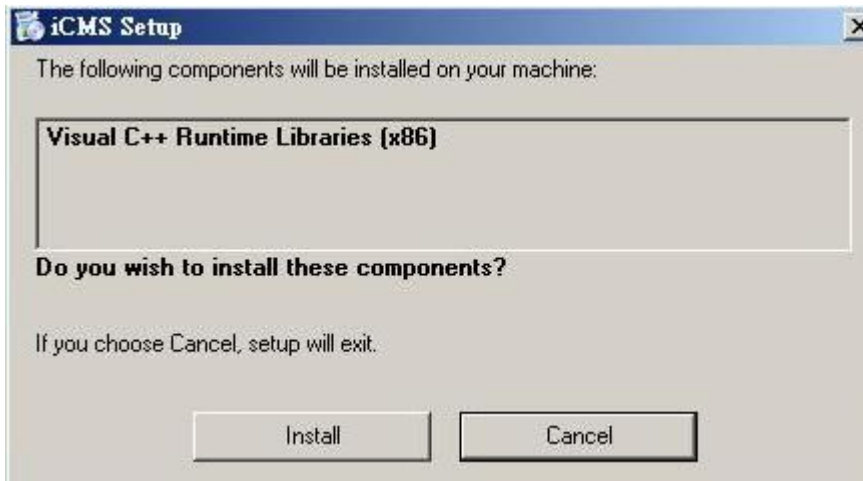 iCMS Setup
The following components will be installed on your machine:
Visual C++ Runtime Libraries (x86)
Do you wish to install these components?
If you choose Cancel, setup will exit.
Install
Cancel